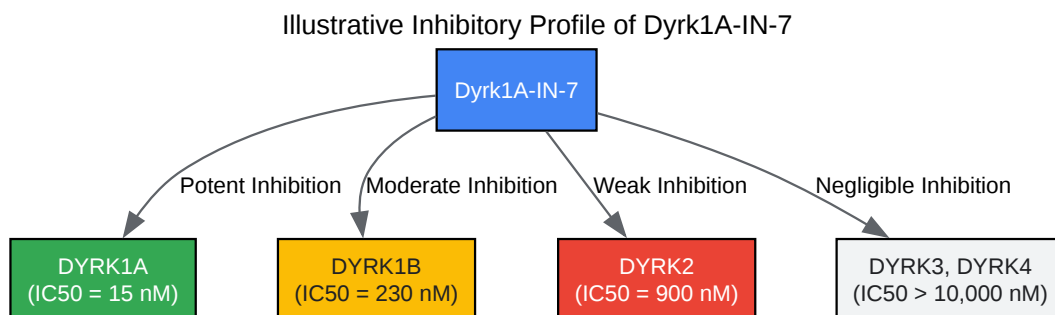 Illustrative Inhibitory Profile of Dyrk1A-IN-7
Dyrk1A-IN-7
Potent Inhibition
Moderate Inhibition
Weak Inhibition
Negligible Inhibition
DYRK1A
(IC50 = 15 nM)
DYRK1B
(IC50 = 230 nM)
DYRK2
(IC50 = 900 nM)
DYRK3, DYRK4
(IC50 > 10,000 nM)